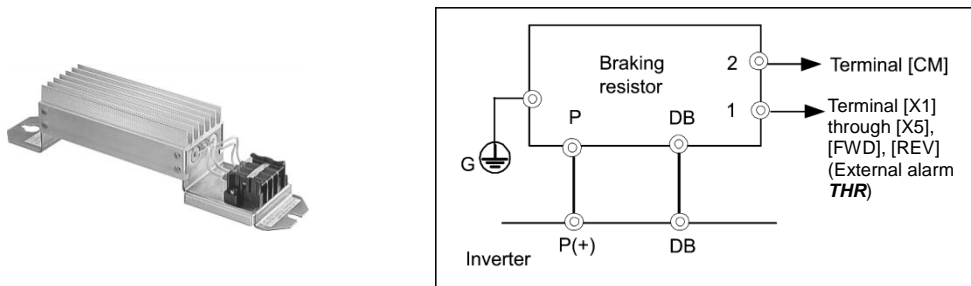 Braking
resistor
2
Terminal [CM]
1
Terminal [X1]
through [X5],
[FWD], [REV]
(External alarm
THR)
P
DB
G
P(+)
DB
Inverter